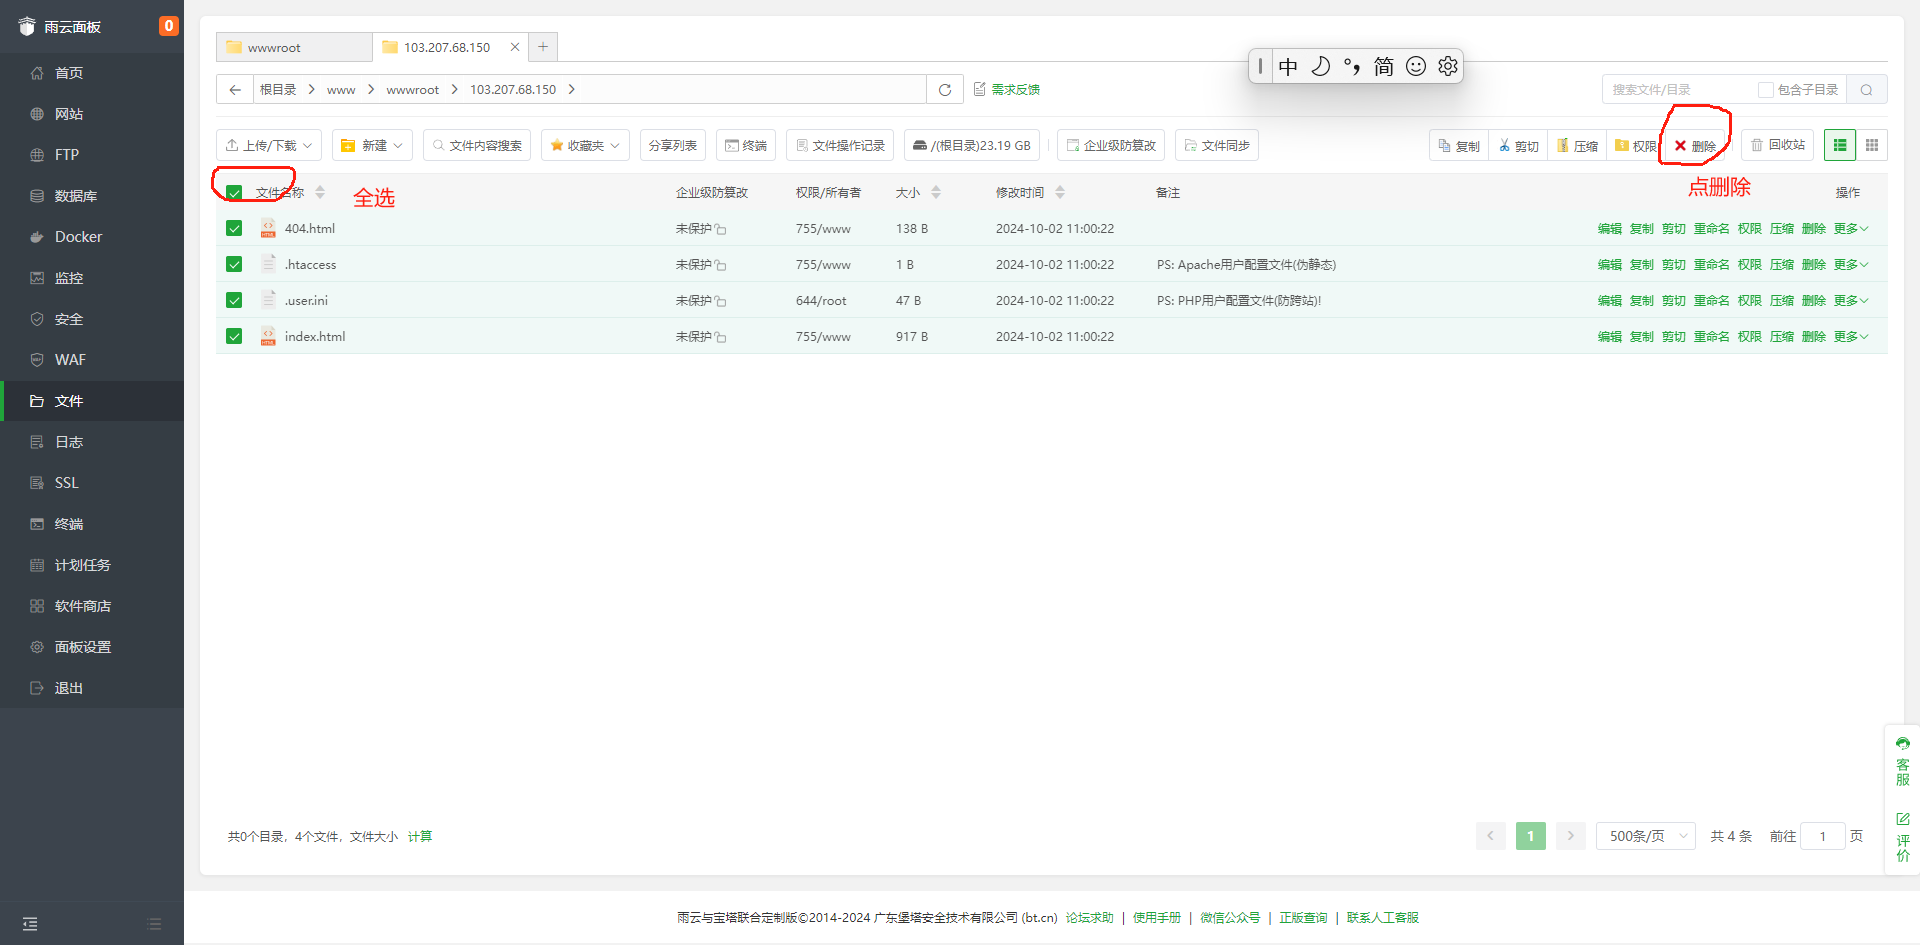 雨云面板
0
首页
网站
FTP
数据库
Docker
监控
安全
WAF
文件
日志
SSL
终端
计划任务
软件商店
面板设置
退出
wwwroot
103.207.68.150
根目录 > www > wwwroot > 103.207.68.150 >
需求反馈
中 °, 简
搜索文件/目录 包含子目录
上传/下载 新建 文件内容搜索 收藏夹 分享列表 终端 文件操作记录 /(根目录)23.19 GB 企业级防篡改 文件同步 复制 剪切 压缩 权限 删除 回收站
全选
点删除
文件名称 企业级防篡改 权限/所有者 大小 修改时间 备注 操作
404.html 未保护 755/www 138 B 2024-10-02 11:00:22 编辑 复制 剪切 重命名 权限 压缩 删除 更多
.htaccess 未保护 755/www 1 B 2024-10-02 11:00:22 PS: Apache用户配置文件(伪静态) 编辑 复制 剪切 重命名 权限 压缩 删除 更多
.user.ini 未保护 644/root 47 B 2024-10-02 11:00:22 PS: PHP用户配置文件(防跨站)! 编辑 复制 剪切 重命名 权限 压缩 删除 更多
index.html 未保护 755/www 917 B 2024-10-02 11:00:22 编辑 复制 剪切 重命名 权限 压缩 删除 更多
共0个目录，4个文件，文件大小 计算
1 500条/页 共 4 条 前往 1 页
客服
评价
雨云与宝塔联合定制版©2014-2024 广东堡塔安全技术有限公司 (bt.cn) 论坛求助 | 使用手册 | 微信公众号 | 正版查询 | 联系人工客服